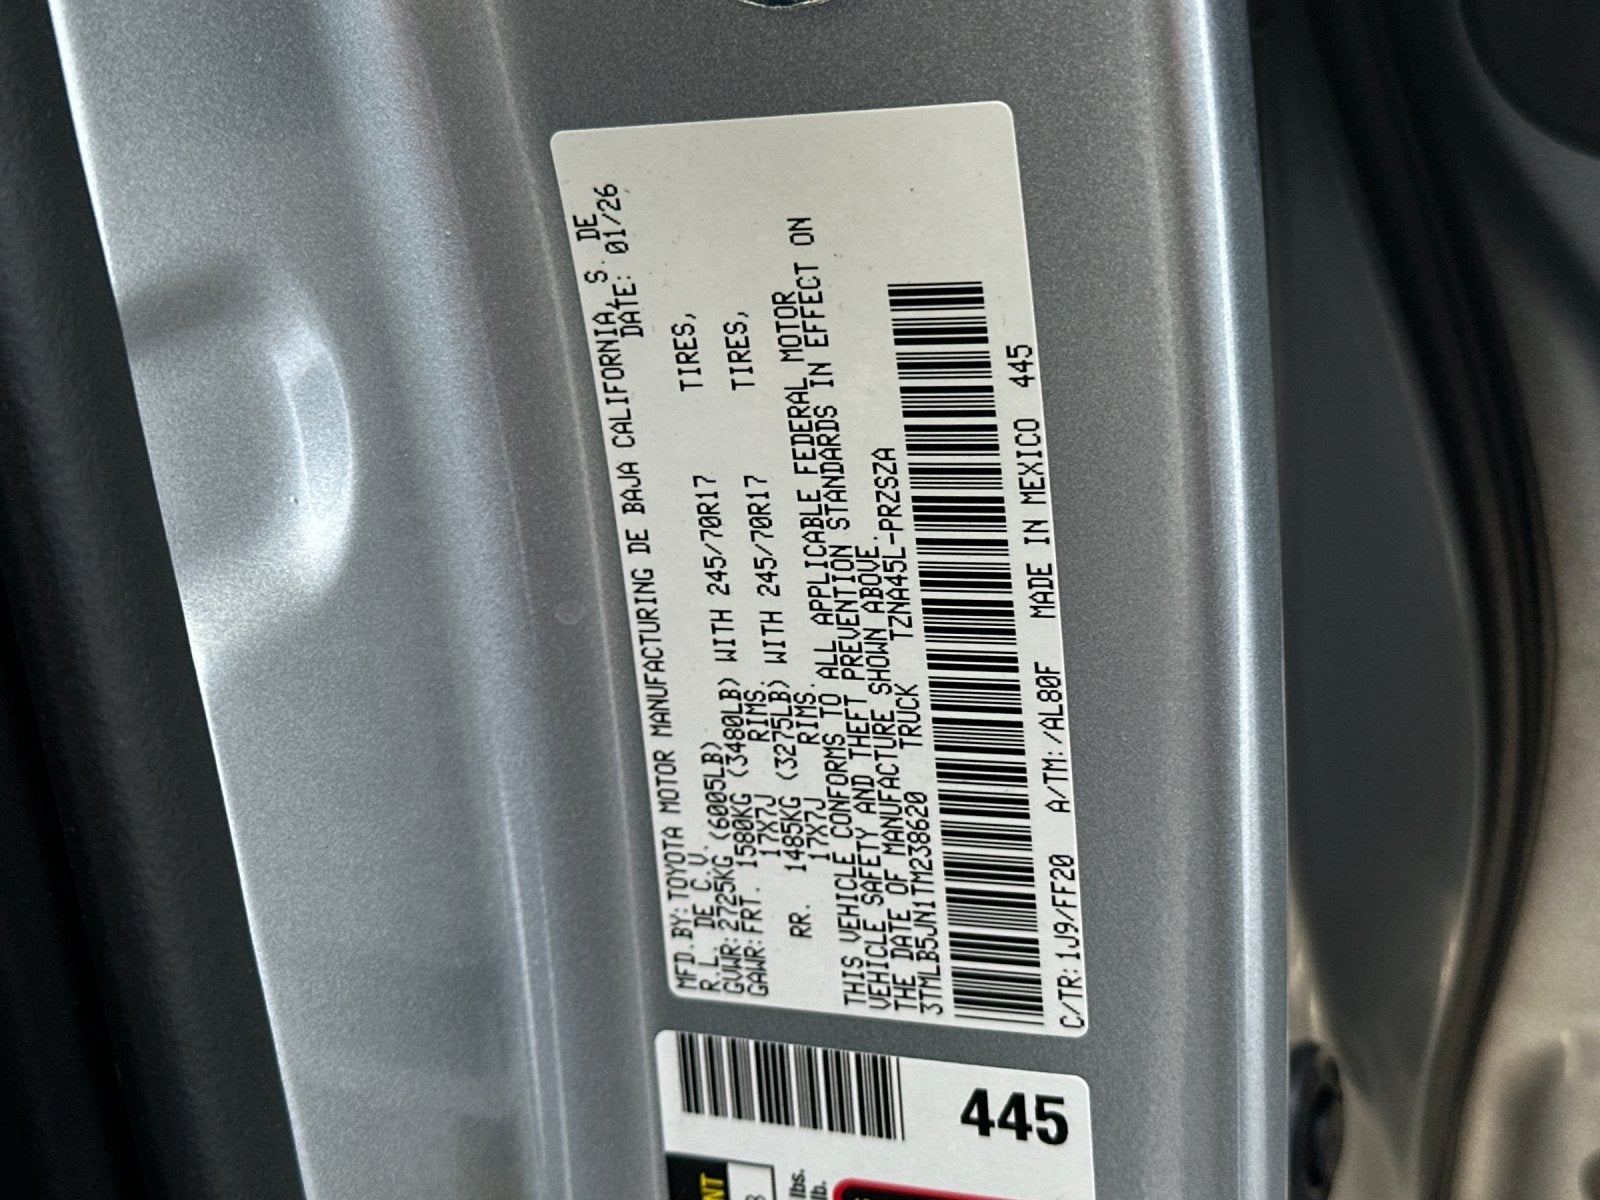 MFD.BY:TOYOTA MOTOR MANUFACTURING DE BAJA CALIFORNIA, S. DE
R.L. DE C.V. DATE: 01/26
GVWR:2725KG (6005LB)
GAWR:FRT. 1580KG (3480LB) WITH 245/70R17 TIRES,
17X7J RIMS.
RR. 1485KG (3275LB) WITH 245/70R17 TIRES,
17X7J RIMS.
THIS VEHICLE CONFORMS TO ALL APPLICABLE FEDERAL MOTOR
VEHICLE SAFETY AND THEFT PREVENTION STANDARDS IN EFFECT ON
THE DATE OF MANUFACTURE SHOWN ABOVE.
3TMLB5JN1TM238620 TRUCK TZNA45L-PRZSZA
C/TR:1J9/FF20 A/TM:/AL80F MADE IN MEXICO 445
445
lbs.
lb.